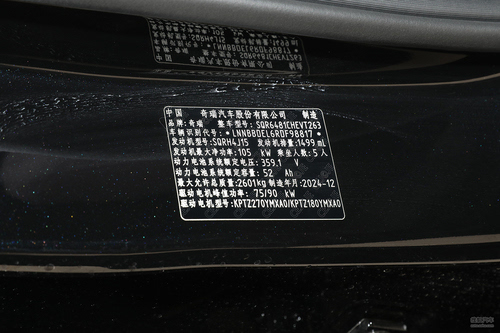 中国 奇瑞汽车股份有限公司 制造
品牌:奇瑞 整车型号:SQR6481CHEVT263
车辆识别代号:*LNNBBDEL6RDF98817*
发动机型号:SQRH4J15 发动机排量:1499mL
发动机最大净功率:105 kW 乘坐人数:5人
动力电池系统额定电压:359.1 V
动力电池系统额定容量:52 Ah
最大允许总质量:2601kg 制造年月:2024-12
驱动电机峰值功率:75/90 kW
驱动电机型号:KPTZ270YMXA0/KPTZ180YMXA0